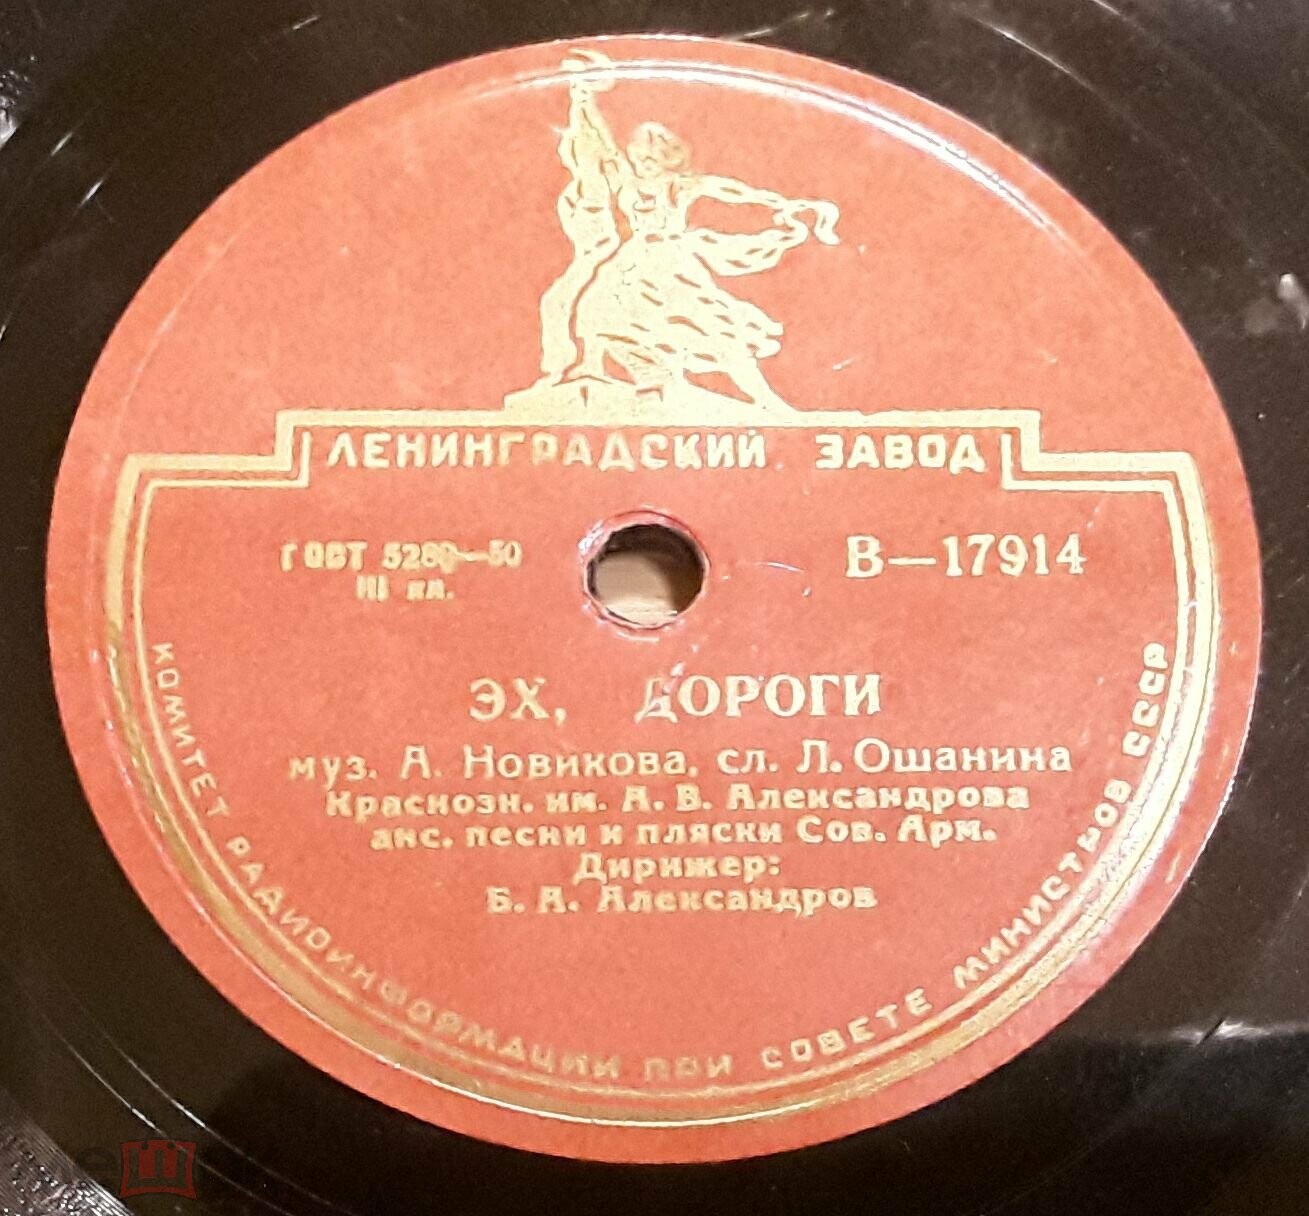 ЛЕНИНГРАДСКИЙ ЗАВОД
ГОСТ 5289—50
III кл.
В—17914
ЭХ, ДОРОГИ
муз. А. Новикова, сл. Л. Ошанина
Краснозн. им. А. В. Александрова
анс. песни и пляски Сов. Арм.
Дирижер:
Б. А. Александров
КОМИТЕТ РАДИОИНФОРМАЦИИ ПРИ СОВЕТЕ МИНИСТРОВ СССР